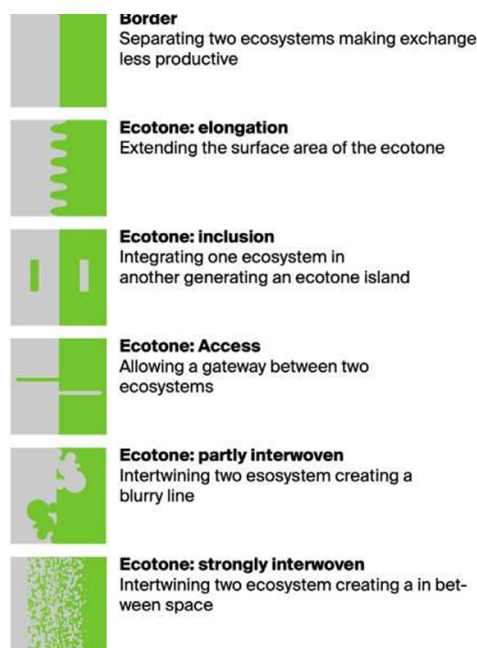 Border
Separating two ecosystems making exchange
less productive
Ecotone: elongation
Extending the surface area of the ecotone
Ecotone: inclusion
Integrating one ecosystem in
another generating an ecotone island
Ecotone: Access
Allowing a gateway between two
ecosystems
Ecotone: partly interwoven
Intertwining two esosystem creating a
blurry line
Ecotone: strongly interwoven
Intertwining two ecosystem creating a in bet-
ween space